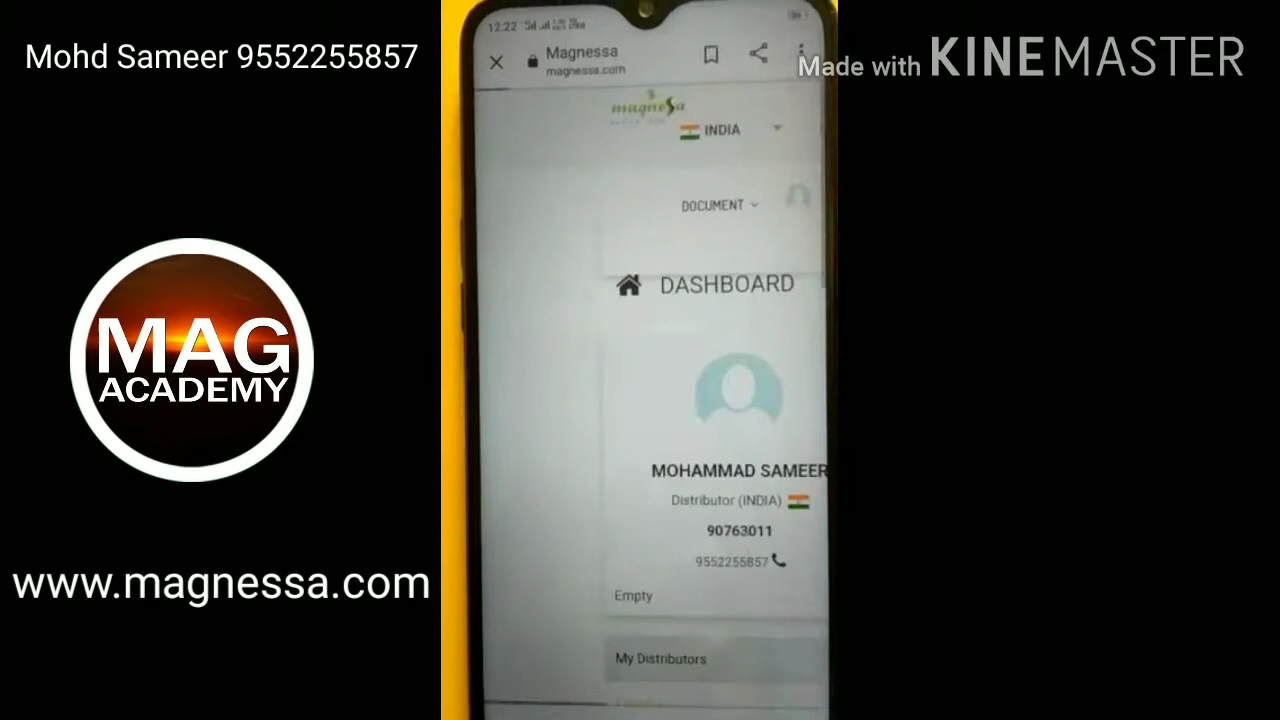 Mohd Sameer 9552255857
MAG
ACADEMY
www.magnessa.com
12:22
Magnessa
magnessa.com
magnessa
INDIA
DOCUMENT
DASHBOARD
MOHAMMAD SAMEER
Distributor (INDIA)
90763011
9552255857
Empty
My Distributors
Made with KINEMASTER